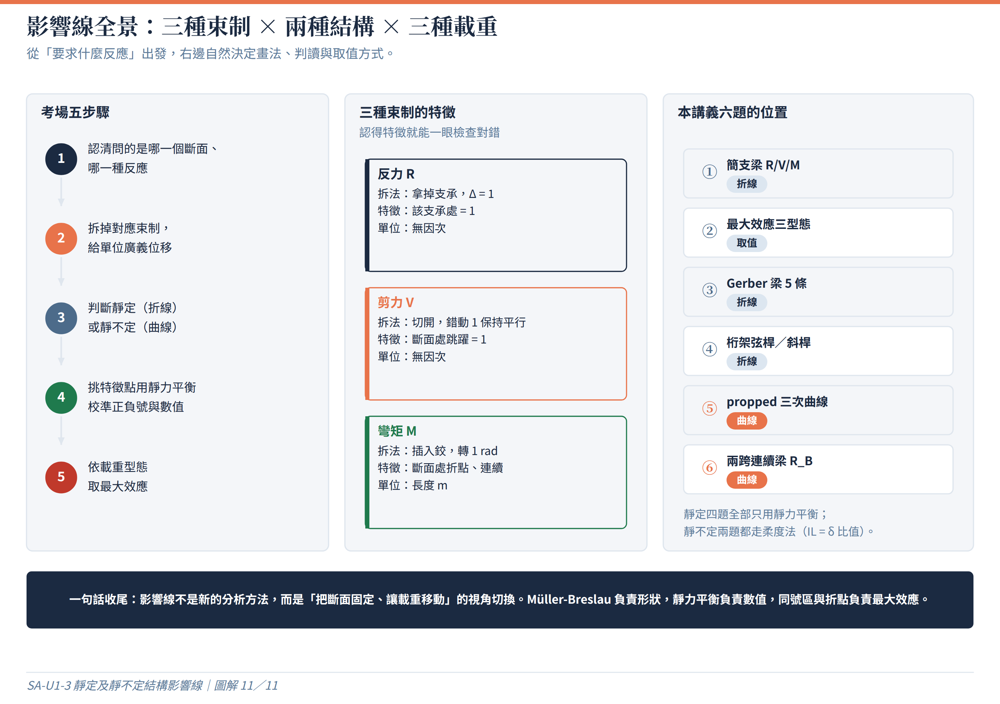 影響線全景：三種束制 × 兩種結構 × 三種載重
從「要求什麼反應」出發，右邊自然決定畫法、判讀與取值方式。
考場五步驟
1
認清問的是哪一個斷面、
哪一種反應
2
拆掉對應束制，
給單位廣義位移
3
判斷靜定（折線）
或靜不定（曲線）
4
挑特徵點用靜力平衡
校準正負號與數值
5
依載重型態
取最大效應
三種束制的特徵
認得特徵就能一眼檢查對錯
反力 R
拆法：拿掉支承，Δ = 1
特徵：該支承處 = 1
單位：無因次
剪力 V
拆法：切開，錯動 1 保持平行
特徵：斷面處跳躍 = 1
單位：無因次
彎矩 M
拆法：插入鉸，轉 1 rad
特徵：斷面處折點、連續
單位：長度 m
本講義六題的位置
① 簡支梁 R/V/M
折線
② 最大效應三型態
取值
③ Gerber 梁 5 條
折線
④ 桁架弦桿／斜桿
折線
⑤ propped 三次曲線
曲線
⑥ 兩跨連續梁 R_B
曲線
靜定四題全部只用靜力平衡；
靜不定兩題都走柔度法（IL = δ 比值）。
一句話收尾：影響線不是新的分析方法，而是「把斷面固定、讓載重移動」的視角切換。Müller-Breslau 負責形狀，靜力平衡負責數值，同號區與折點負責最大效應。
SA-U1-3 靜定及靜不定結構影響線｜圖解 11／11